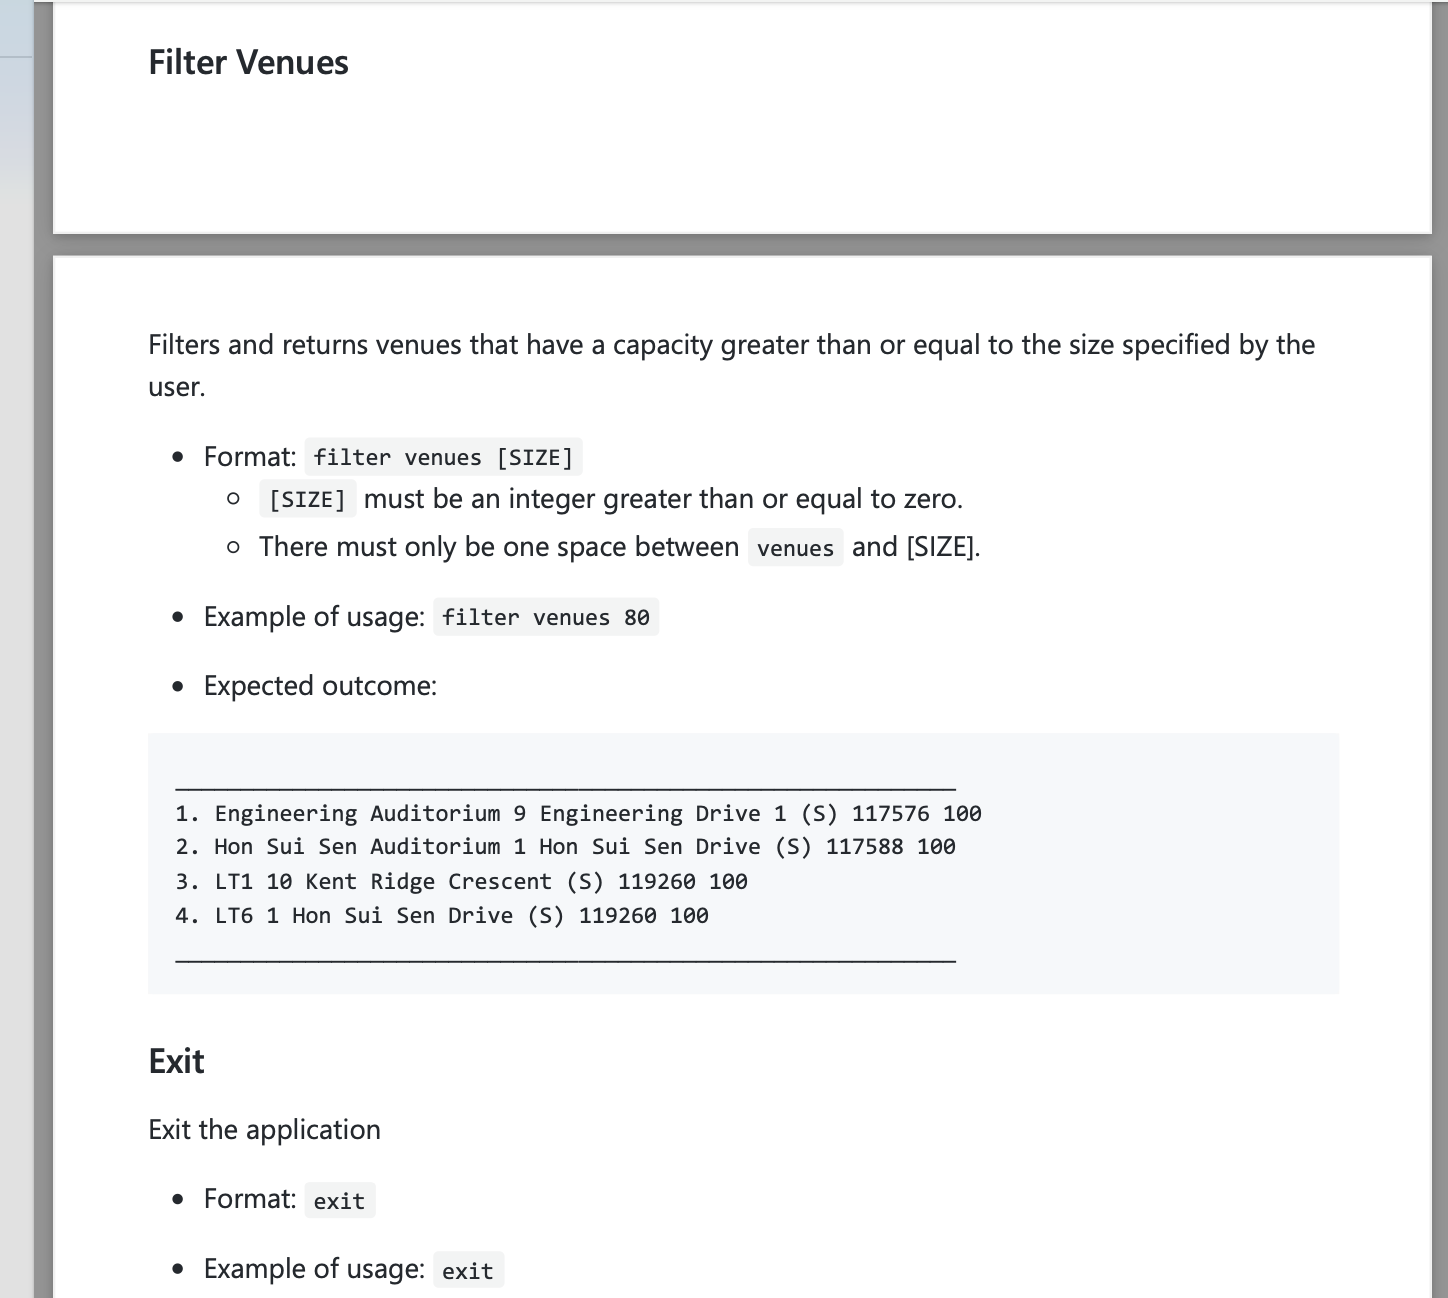 Filter Venues
Filters and returns venues that have a capacity greater than or equal to the size specified by the
user.
Format: filter venues [SIZE]
[SIZE] must be an integer greater than or equal to zero.
There must only be one space between venues and [SIZE].
Example of usage: filter venues 80
Expected outcome:
1. Engineering Auditorium 9 Engineering Drive 1 (S) 117576 100
2. Hon Sui Sen Auditorium 1 Hon Sui Sen Drive (S) 117588 100
3. LT1 10 Kent Ridge Crescent (S) 119260 100
4. LT6 1 Hon Sui Sen Drive (S) 119260 100
Exit
Exit the application
Format: exit
Example of usage: exit